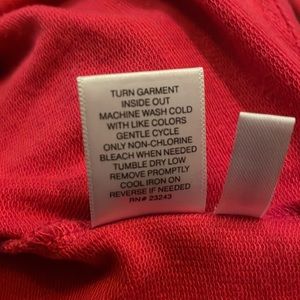 TURN GARMENT
INSIDE OUT
MACHINE WASH COLD
WITH LIKE COLORS
GENTLE CYCLE
ONLY NON-CHLORINE
BLEACH WHEN NEEDED
TUMBLE DRY LOW
REMOVE PROMPTLY
COOL IRON ON
REVERSE IF NEEDED
RN# 23243